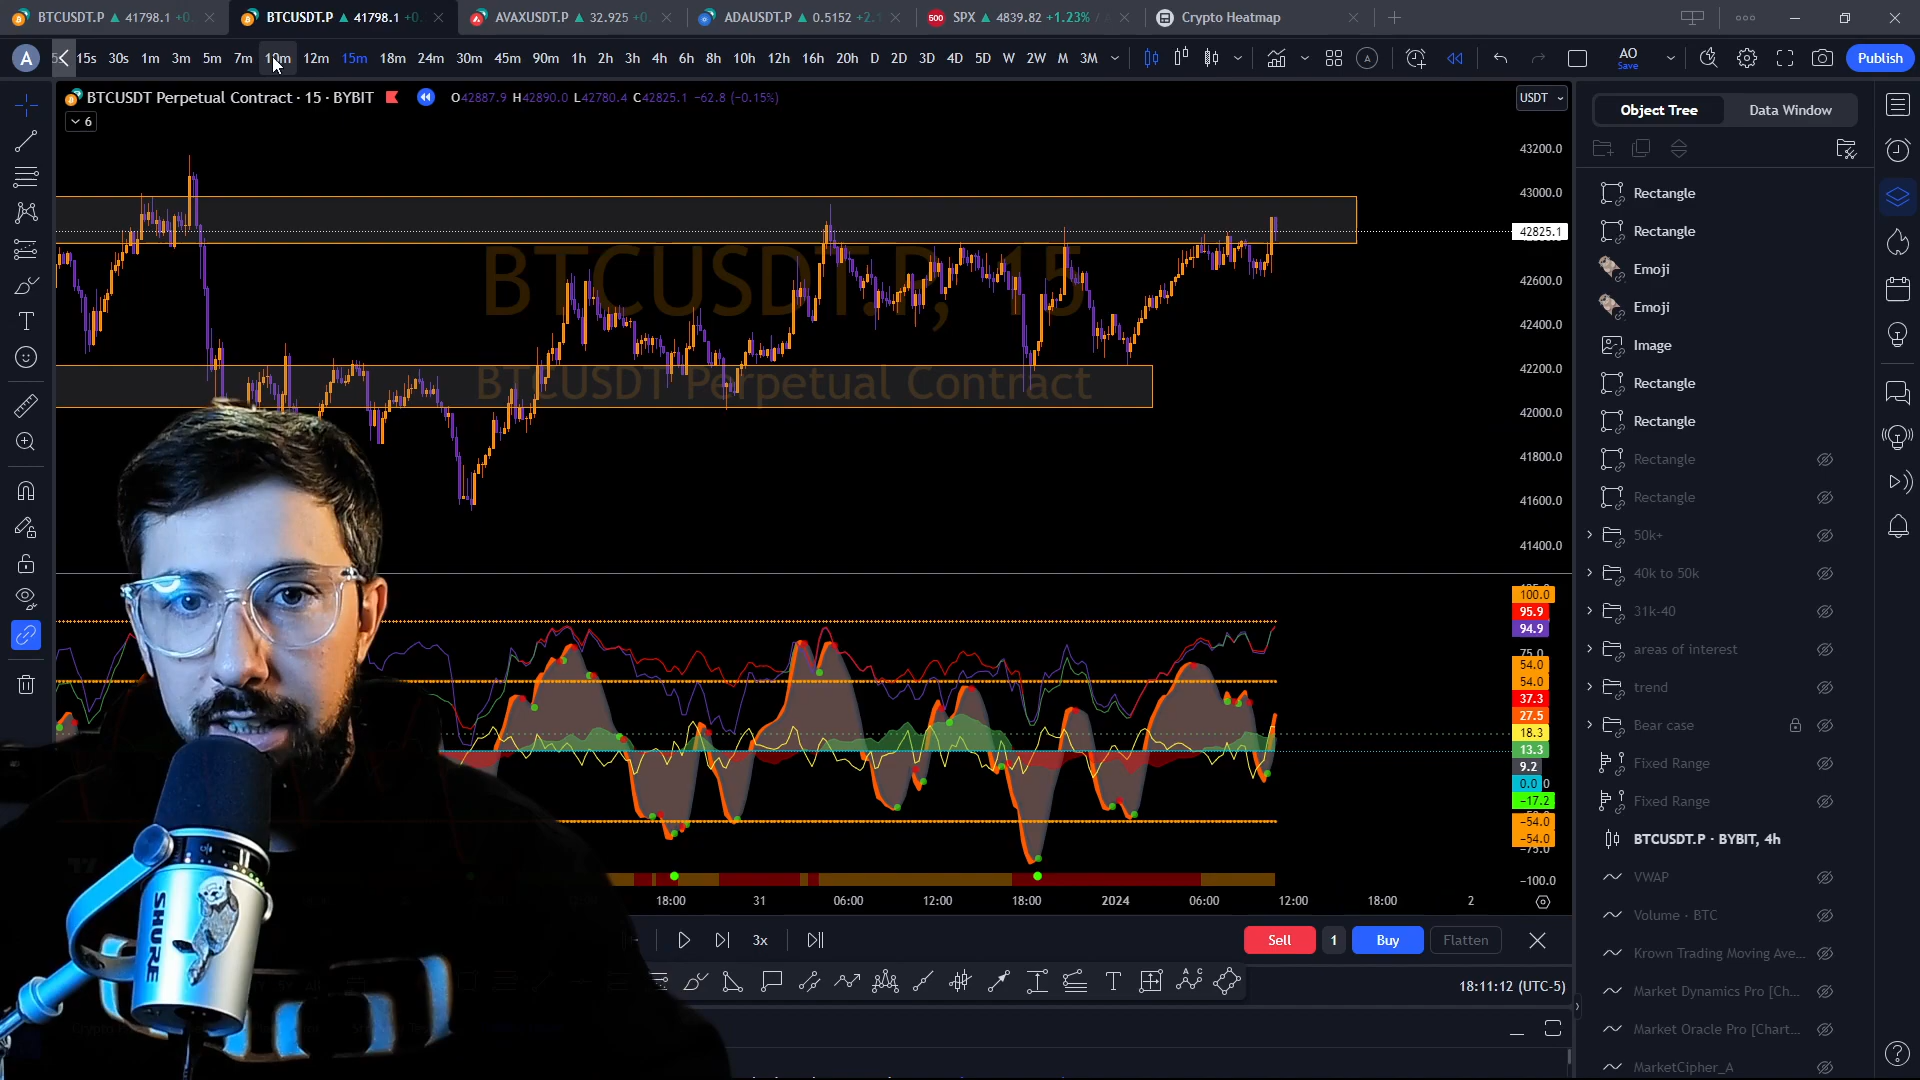 BTCUSDT.P ▲ 41798.1 +0.
BTCUSDT.P ▲ 41798.1 +0.
AVAXUSDT.P ▲ 32.925 +0.
ADAUSDT.P ▲ 0.5152 +2.
500 SPX ▲ 4839.82 +1.23% /
Crypto Heatmap
A
15s 30s 1m 3m 5m 7m 10m 12m 15m 18m 24m 30m 45m 90m 1h 2h 3h 4h 6h 8h 10h 12h 16h 20h D 2D 3D 4D 5D W 2W M 3M
A
AO
Save
Publish
BTCUSDT Perpetual Contract · 15 · BYBIT
O42887.9 H42890.0 L42780.4 C42825.1 −62.8 (−0.15%)
USDT
6
BTCUSDT.P, 15
BTCUSDT Perpetual Contract
43200.0
43000.0
42825.1
42600.0
42400.0
42200.0
42000.0
41800.0
41600.0
41400.0
100.0
95.9
94.9
75.0
54.0
54.0
37.3
27.5
18.3
13.3
9.2
0.0
−17.2
−54.0
−54.0
−75.0
−100.0
18:00
31
06:00
12:00
18:00
2024
06:00
12:00
18:00
2
3x
Sell
1
Buy
Flatten
18:11:12 (UTC-5)
SHURE
Object Tree
Data Window
Rectangle
Rectangle
Emoji
Emoji
Image
Rectangle
Rectangle
Rectangle
Rectangle
50k+
40k to 50k
31k-40
areas of interest
trend
Bear case
Fixed Range
Fixed Range
BTCUSDT.P · BYBIT, 4h
VWAP
Volume · BTC
Krown Trading Moving Ave...
Market Dynamics Pro [Ch...
Market Oracle Pro [Chart...
MarketCipher_A